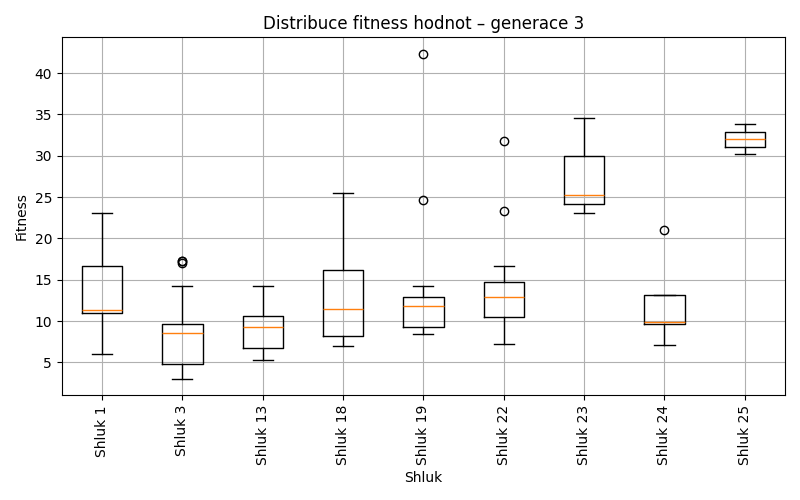 Distribuce fitness hodnot – generace 3
Fitness
40
35
30
25
20
15
10
5
Shluk 1
Shluk 3
Shluk 13
Shluk 18
Shluk 19
Shluk 22
Shluk 23
Shluk 24
Shluk 25
Shluk